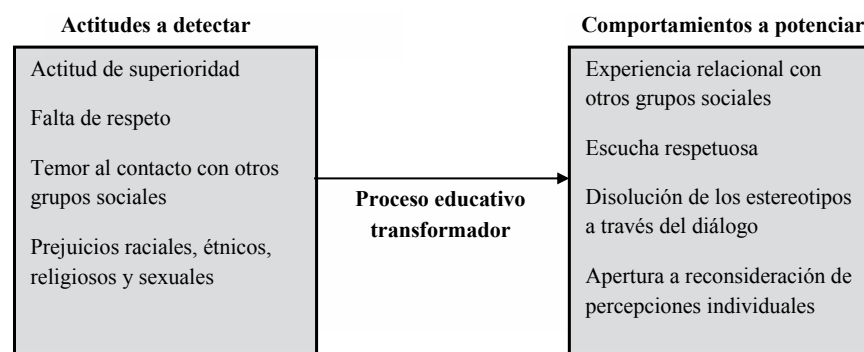 Actitudes a detectar
Actitud de superioridad
Falta de respeto
Temor al contacto con otros
grupos sociales
Prejuicios raciales, étnicos,
religiosos y sexuales
Proceso educativo
transformador
Comportamientos a potenciar
Experiencia relacional con
otros grupos sociales
Escucha respetuosa
Disolución de los estereotipos
a través del diálogo
Apertura a reconsideración de
percepciones individuales